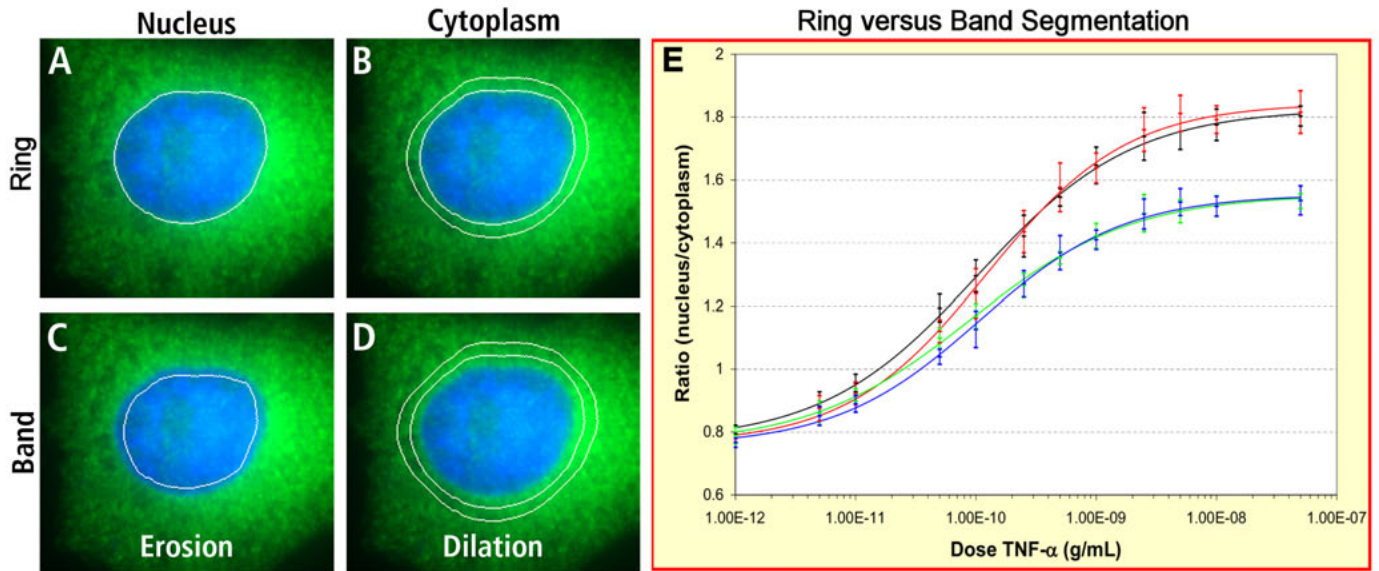 Nucleus
Cytoplasm
Ring versus Band Segmentation
Ring
A
B
Band
C
Erosion
D
Dilation
E
Ratio (nucleus/cytoplasm)
2
1.8
1.6
1.4
1.2
1
0.8
0.6
1.00E-12 1.00E-11 1.00E-10 1.00E-09 1.00E-08 1.00E-07
Dose TNF-α (g/mL)